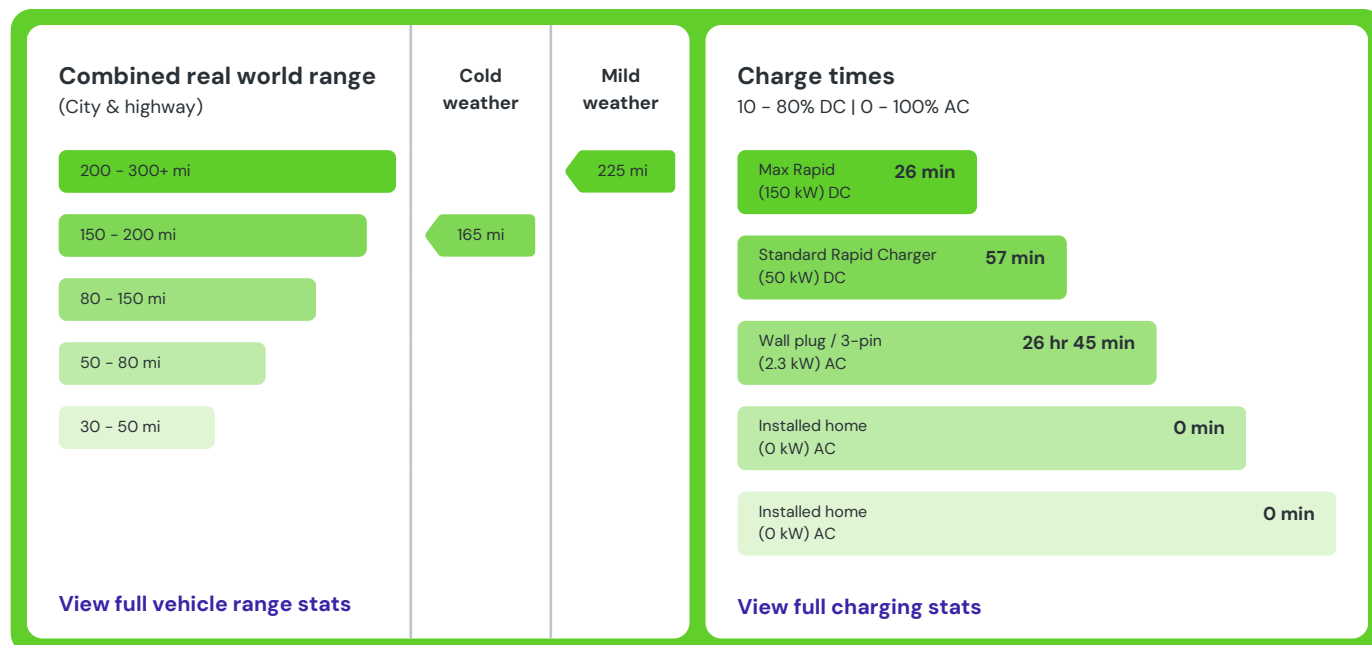 Combined real world range
(City & highway)
Cold
weather
Mild
weather
200 - 300+ mi
225 mi
150 - 200 mi
165 mi
80 - 150 mi
50 - 80 mi
30 - 50 mi
View full vehicle range stats
Charge times
10 - 80% DC | 0 - 100% AC
Max Rapid
(150 kW) DC
26 min
Standard Rapid Charger
(50 kW) DC
57 min
Wall plug / 3-pin
(2.3 kW) AC
26 hr 45 min
Installed home
(0 kW) AC
0 min
Installed home
(0 kW) AC
0 min
View full charging stats